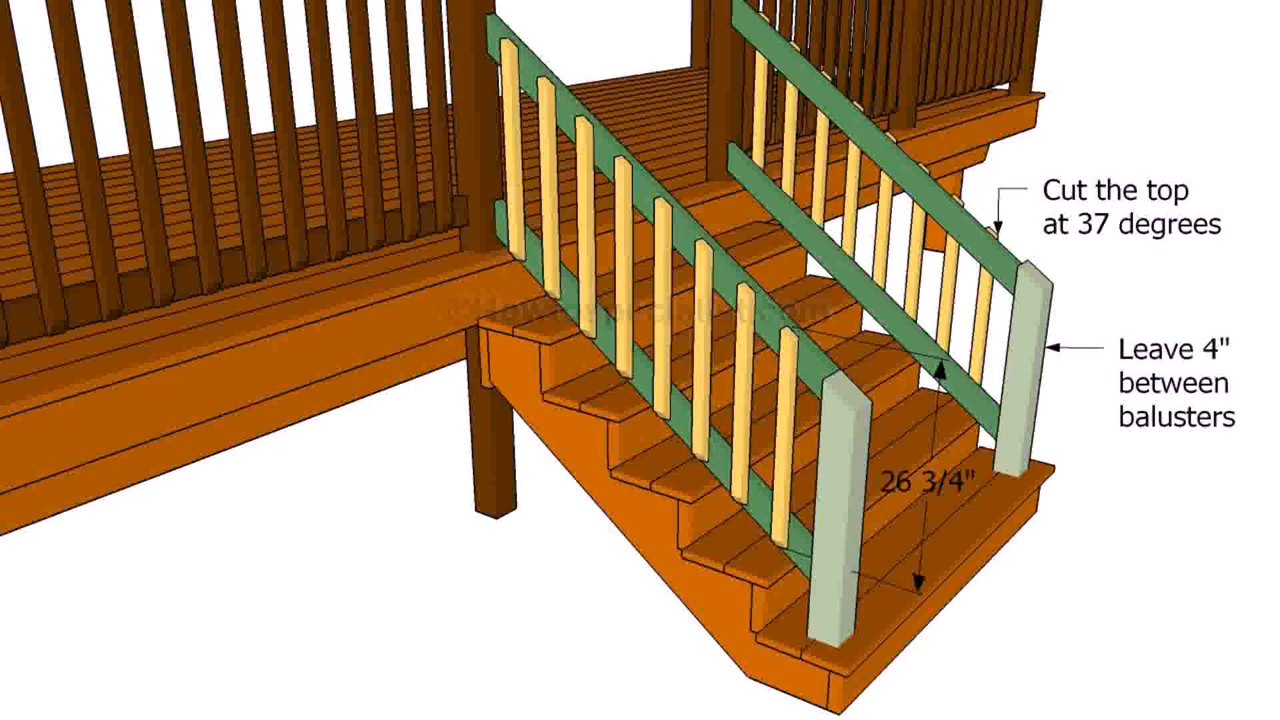 Cut the top
at 37 degrees
Leave 4"
between
balusters
26 3/4"